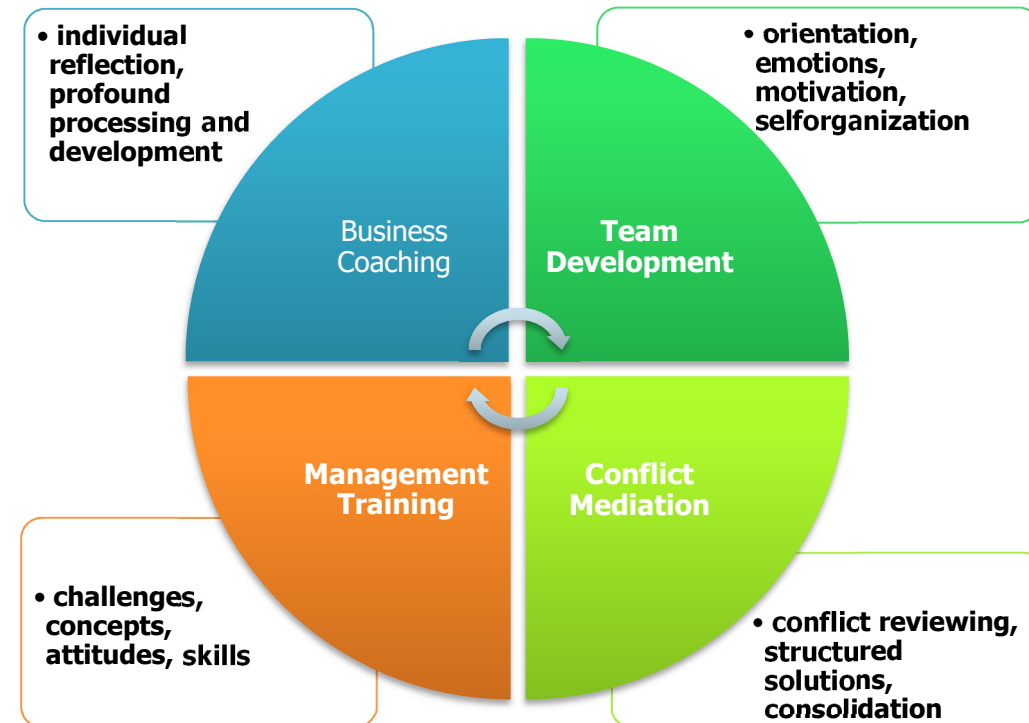 • individual
reflection,
profound
processing and
development
• orientation,
emotions,
motivation,
selforganization
Business
Coaching
Team
Development
Management
Training
Conflict
Mediation
• challenges,
concepts,
attitudes, skills
• conflict reviewing,
structured
solutions,
consolidation